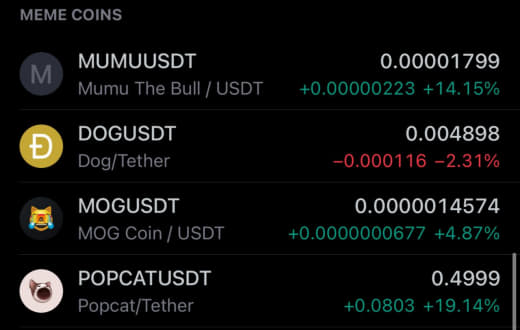 MEME COINS
M
MUMUUSDT 0.00001799
Mumu The Bull / USDT +0.00000223 +14.15%
Ð
DOGUSDT 0.004898
Dog/Tether −0.000116 −2.31%
MOGUSDT 0.0000014574
MOG Coin / USDT +0.0000000677 +4.87%
POPCATUSDT 0.4999
Popcat/Tether +0.0803 +19.14%